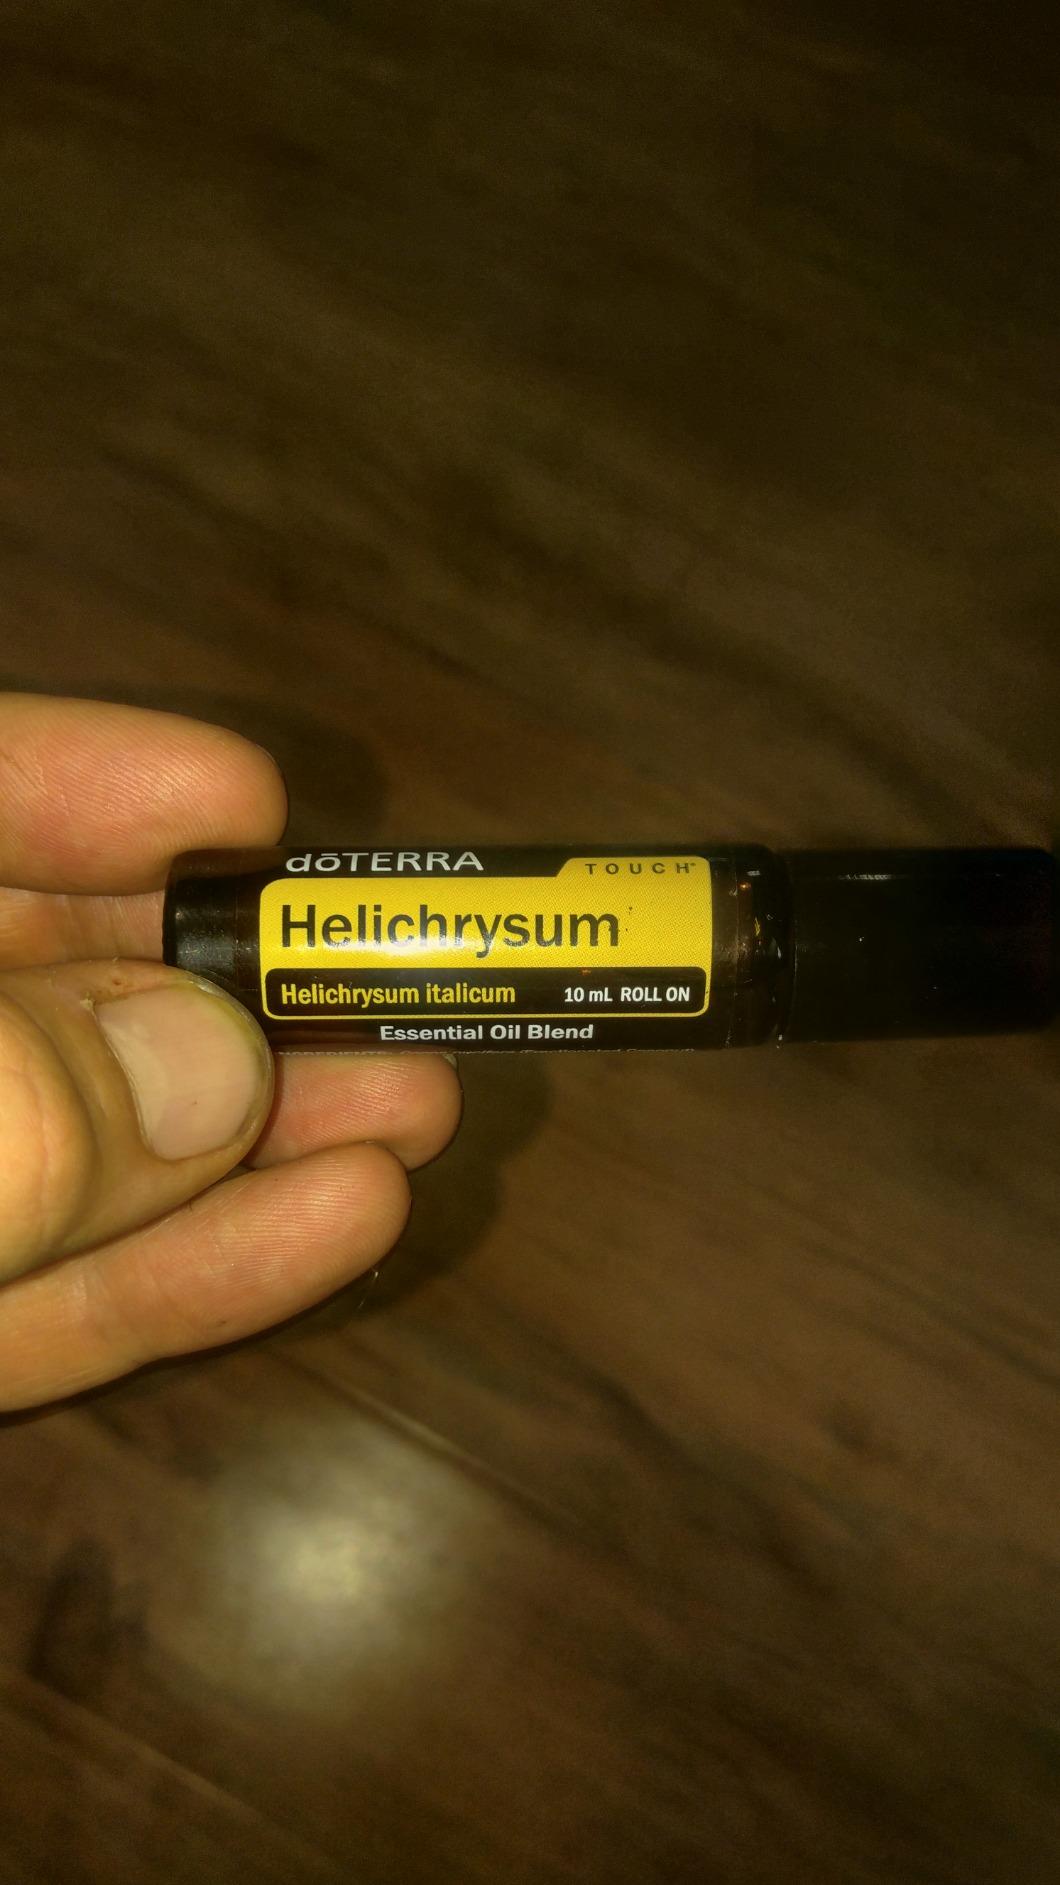 dōTERRA
TOUCH®
Helichrysum
Helichrysum italicum 10 mL ROLL ON
Essential Oil Blend